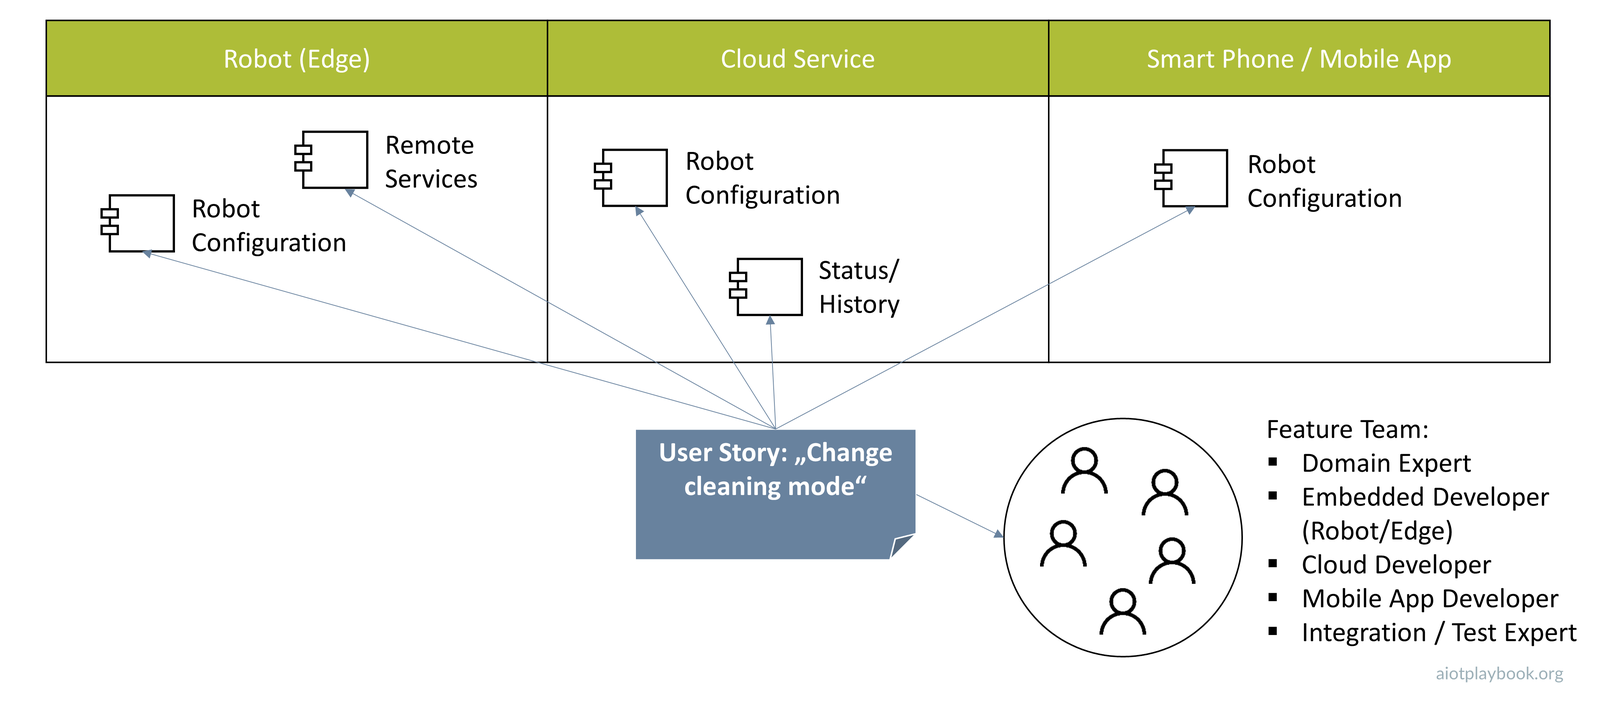 Robot (Edge)
Cloud Service
Smart Phone / Mobile App
Remote
Services
Robot
Configuration
Robot
Configuration
Status/
History
Robot
Configuration
User Story: „Change
cleaning mode“
Feature Team:
▪ Domain Expert
▪ Embedded Developer
(Robot/Edge)
▪ Cloud Developer
▪ Mobile App Developer
▪ Integration / Test Expert
aiotplaybook.org